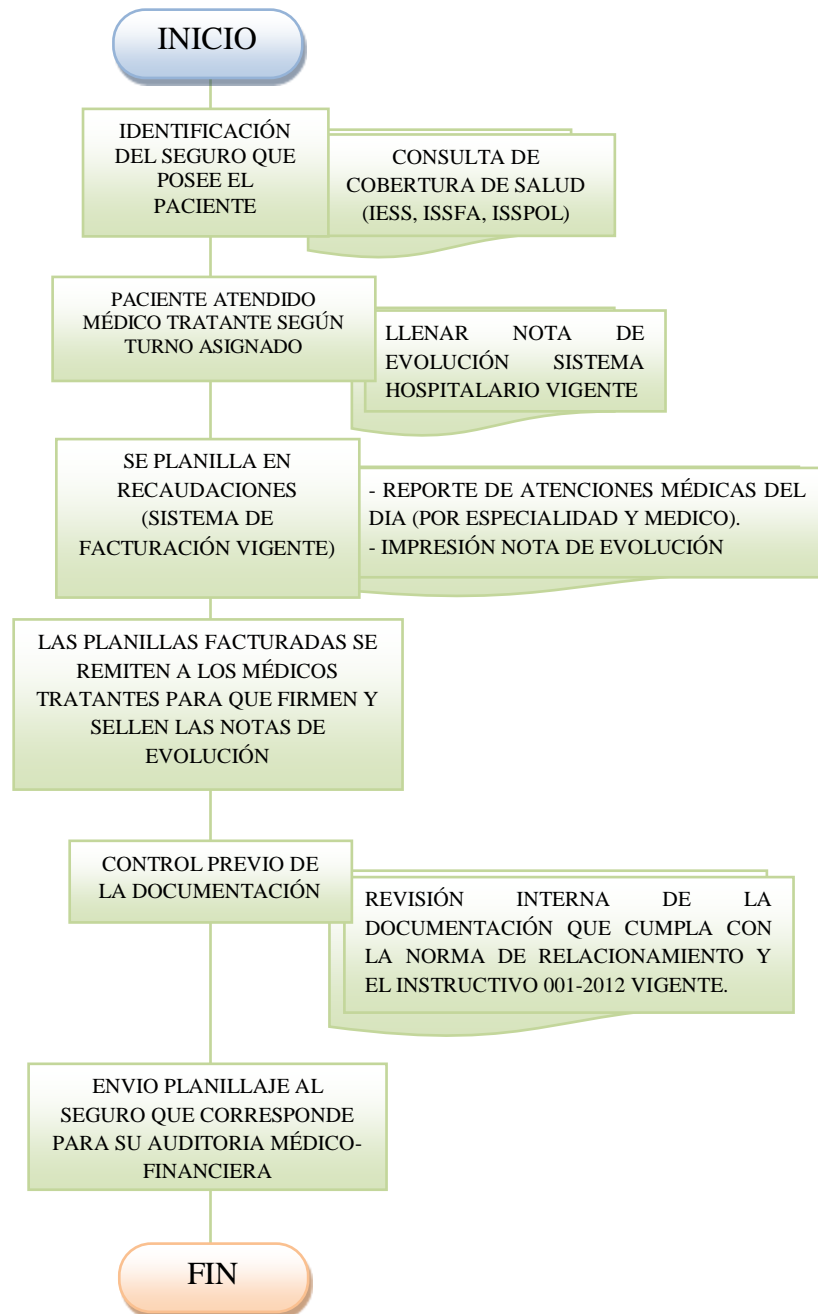 INICIO
IDENTIFICACIÓN
DEL SEGURO QUE
POSEE EL
PACIENTE
CONSULTA DE
COBERTURA DE SALUD
(IESS, ISSFA, ISSPOL)
PACIENTE ATENDIDO
MÉDICO TRATANTE SEGÚN
TURNO ASIGNADO
LLENAR NOTA DE
EVOLUCIÓN SISTEMA
HOSPITALARIO VIGENTE
SE PLANILLA EN
RECAUDACIONES
(SISTEMA DE
FACTURACIÓN VIGENTE)
- REPORTE DE ATENCIONES MÉDICAS DEL
DIA (POR ESPECIALIDAD Y MEDICO).
- IMPRESIÓN NOTA DE EVOLUCIÓN
LAS PLANILLAS FACTURADAS SE
REMITEN A LOS MÉDICOS
TRATANTES PARA QUE FIRMEN Y
SELLEN LAS NOTAS DE
EVOLUCIÓN
CONTROL PREVIO DE
LA DOCUMENTACIÓN
REVISIÓN INTERNA DE LA
DOCUMENTACIÓN QUE CUMPLA CON
LA NORMA DE RELACIONAMIENTO Y
EL INSTRUCTIVO 001-2012 VIGENTE.
ENVIO PLANILLAJE AL
SEGURO QUE CORRESPONDE
PARA SU AUDITORIA MÉDICO-
FINANCIERA
FIN